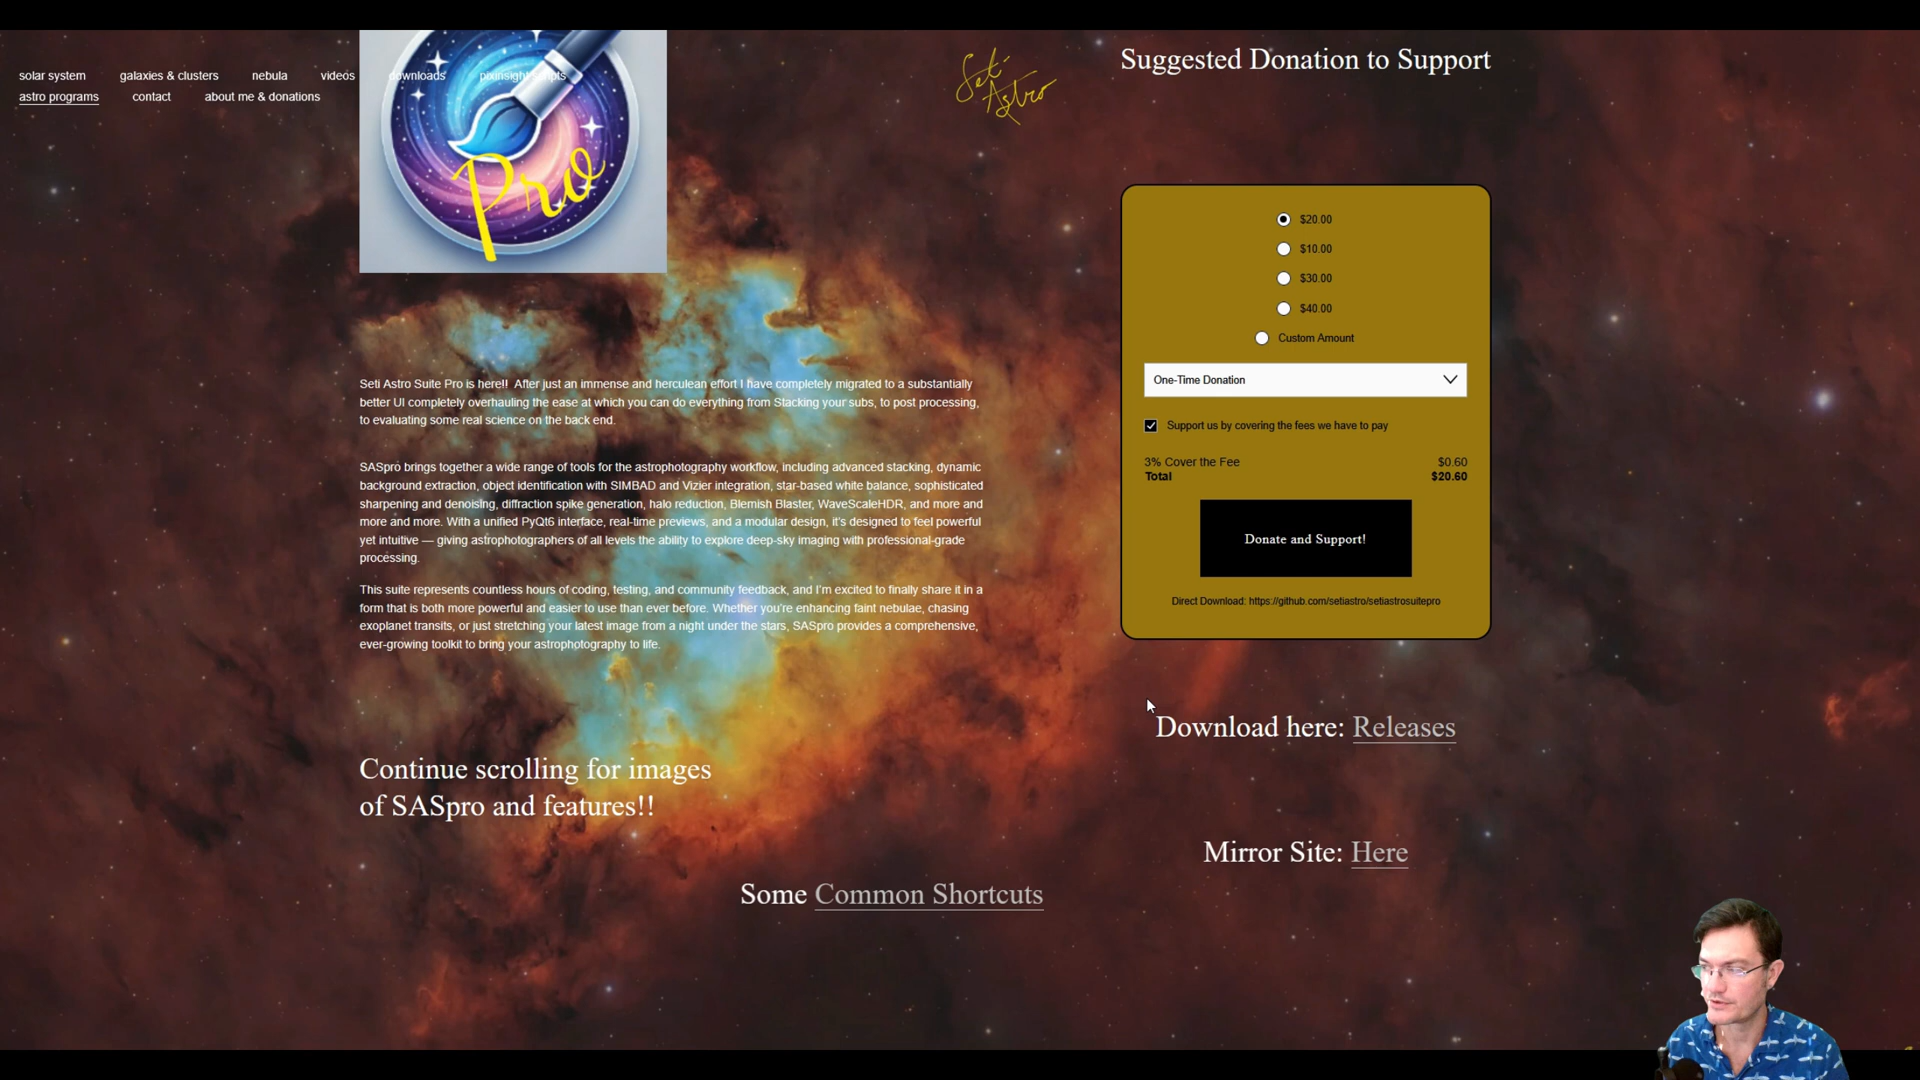 solar system galaxies & clusters nebula videos downloads pixinsight scripts
astro programs contact about me & donations
Pro
Seti-
Astro
Suggested Donation to Support
$20.00
$10.00
$30.00
$40.00
Custom Amount
One-Time Donation
Support us by covering the fees we have to pay
3% Cover the Fee $0.60
Total $20.60
Donate and Support!
Direct Download: https://github.com/setiastro/setiastrosuitepro
Seti Astro Suite Pro is here!! After just an immense and herculean effort I have completely migrated to a substantially
better UI completely overhauling the ease at which you can do everything from Stacking your subs, to post processing,
to evaluating some real science on the back end.
SASpro brings together a wide range of tools for the astrophotography workflow, including advanced stacking, dynamic
background extraction, object identification with SIMBAD and Vizier integration, star-based white balance, sophisticated
sharpening and denoising, diffraction spike generation, halo reduction, Blemish Blaster, WaveScaleHDR, and more and
more and more. With a unified PyQt6 interface, real-time previews, and a modular design, it's designed to feel powerful
yet intuitive — giving astrophotographers of all levels the ability to explore deep-sky imaging with professional-grade
processing.
This suite represents countless hours of coding, testing, and community feedback, and I'm excited to finally share it in a
form that is both more powerful and easier to use than ever before. Whether you're enhancing faint nebulae, chasing
exoplanet transits, or just stretching your latest image from a night under the stars, SASpro provides a comprehensive,
ever-growing toolkit to bring your astrophotography to life.
Download here: Releases
Continue scrolling for images
of SASpro and features!!
Mirror Site: Here
Some Common Shortcuts